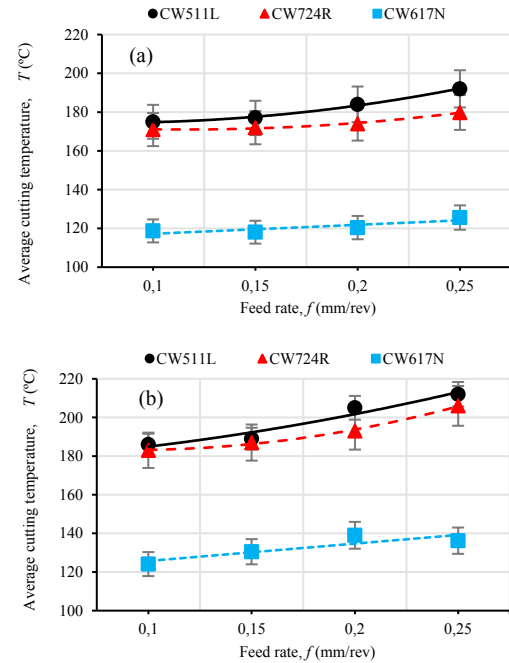 CW511L CW724R CW617N
(a)
220
200
180
160
140
120
100
Average cutting temperature, T (ºC)
0,1 0,15 0,2 0,25
Feed rate, f (mm/rev)
CW511L CW724R CW617N
(b)
220
200
180
160
140
120
100
Average cutting temperature, T (ºC)
0,1 0,15 0,2 0,25
Feed rate, f (mm/rev)